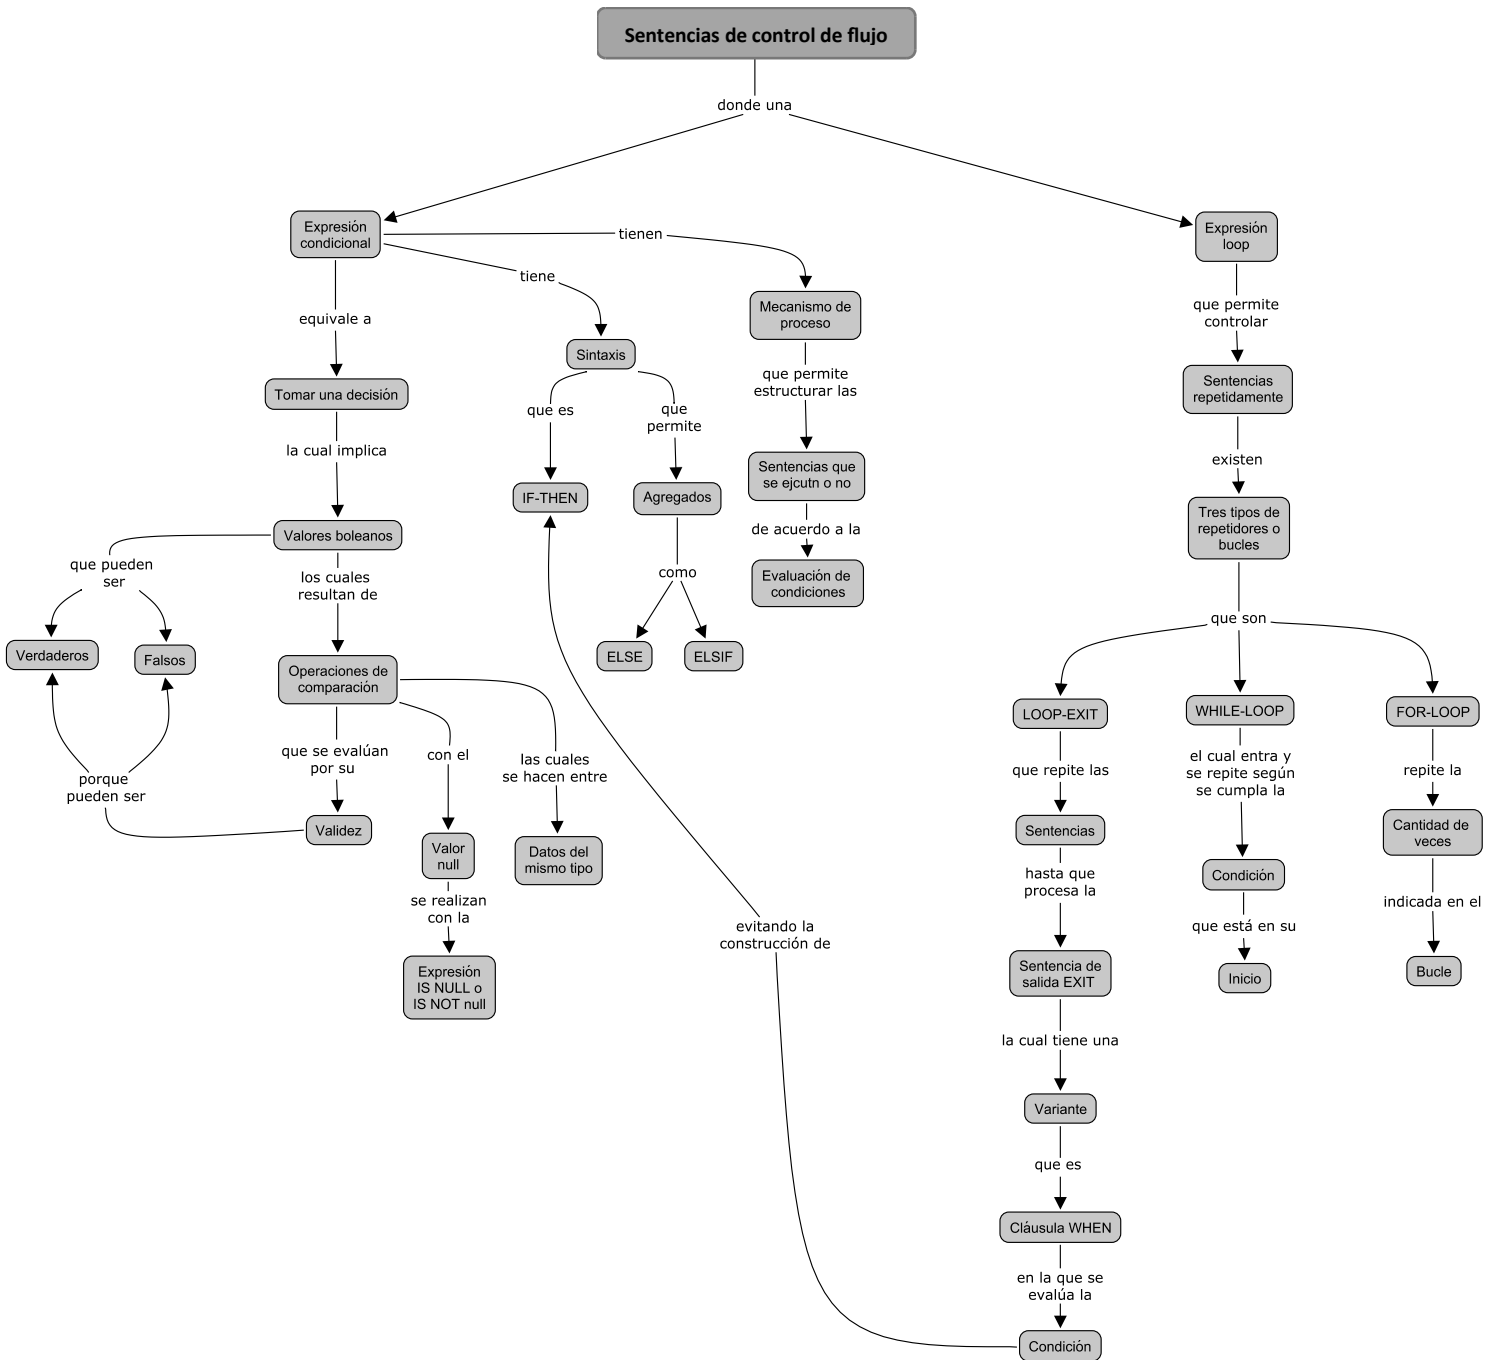 Sentencias de control de flujo
donde una
Expresión
condicional
tienen
Expresión
loop
tiene
equivale a
Mecanismo de
proceso
que permite
controlar
Sintaxis
Tomar una decisión
que permite
estructurar las
Sentencias
repetidamente
que es
que
permite
la cual implica
existen
Sentencias que
se ejcutn o no
IF-THEN
Agregados
Tres tipos de
repetidores o
bucles
Valores boleanos
de acuerdo a la
que pueden
ser
los cuales
resultan de
como
Evaluación de
condiciones
que son
Verdaderos
Falsos
ELSE
ELSIF
Operaciones de
comparación
LOOP-EXIT
WHILE-LOOP
FOR-LOOP
que se evalúan
por su
con el
las cuales
se hacen entre
que repite las
el cual entra y
se repite según
se cumpla la
repite la
porque
pueden ser
Validez
Sentencias
Cantidad de
veces
Valor
null
Datos del
mismo tipo
hasta que
procesa la
Condición
se realizan
con la
indicada en el
evitando la
construcción de
que está en su
Expresión
IS NULL o
IS NOT null
Sentencia de
salida EXIT
Inicio
Bucle
la cual tiene una
Variante
que es
Cláusula WHEN
en la que se
evalúa la
Condición